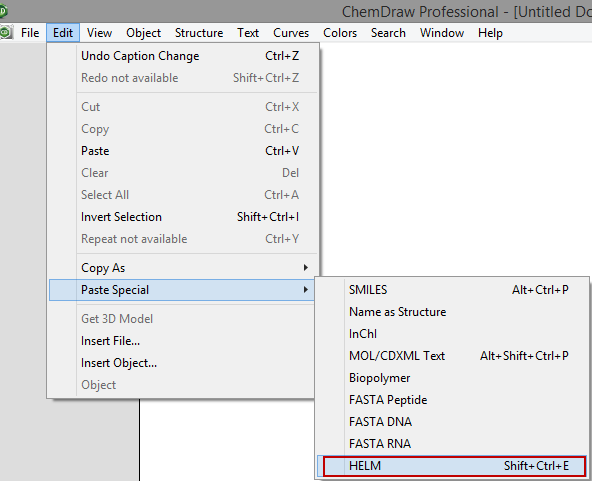 ChemDraw Professional - [Untitled Do
File Edit View Object Structure Text Curves Colors Search Window Help
Undo Caption Change Ctrl+Z
Redo not available Shift+Ctrl+Z
Cut Ctrl+X
Copy Ctrl+C
Paste Ctrl+V
Clear Del
Select All Ctrl+A
Invert Selection Shift+Ctrl+I
Repeat not available Ctrl+Y
Copy As
Paste Special
Get 3D Model
Insert File...
Insert Object...
Object
SMILES Alt+Ctrl+P
Name as Structure
InChI
MOL/CDXML Text Alt+Shift+Ctrl+P
Biopolymer
FASTA Peptide
FASTA DNA
FASTA RNA
HELM Shift+Ctrl+E